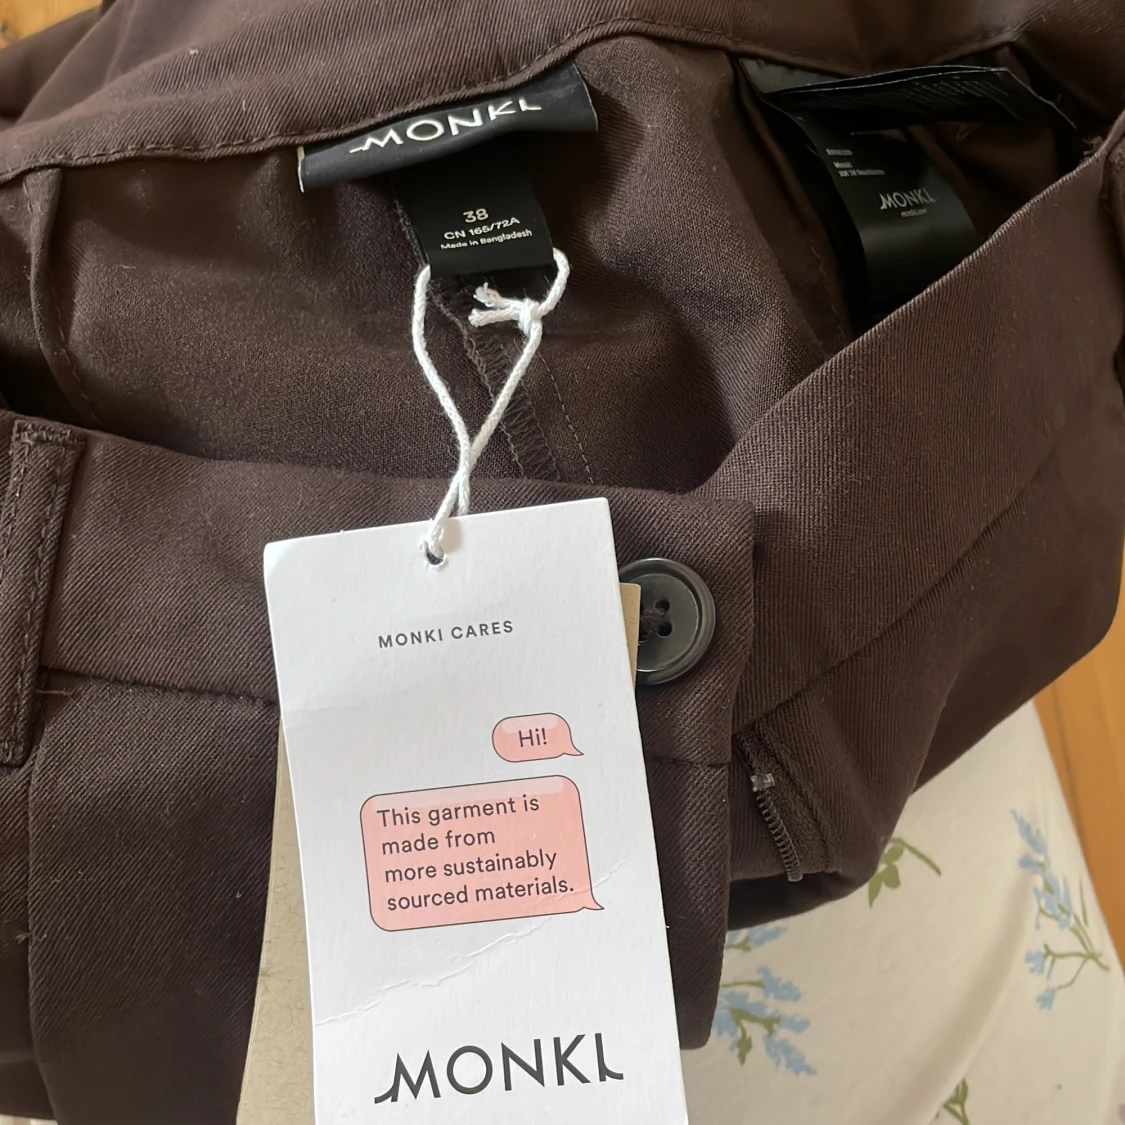 MONKI
38
CN 165/72A
Made in Bangladesh
MONKI
MONKI CARES
Hi!
This garment is
made from
more sustainably
sourced materials.
MONKI